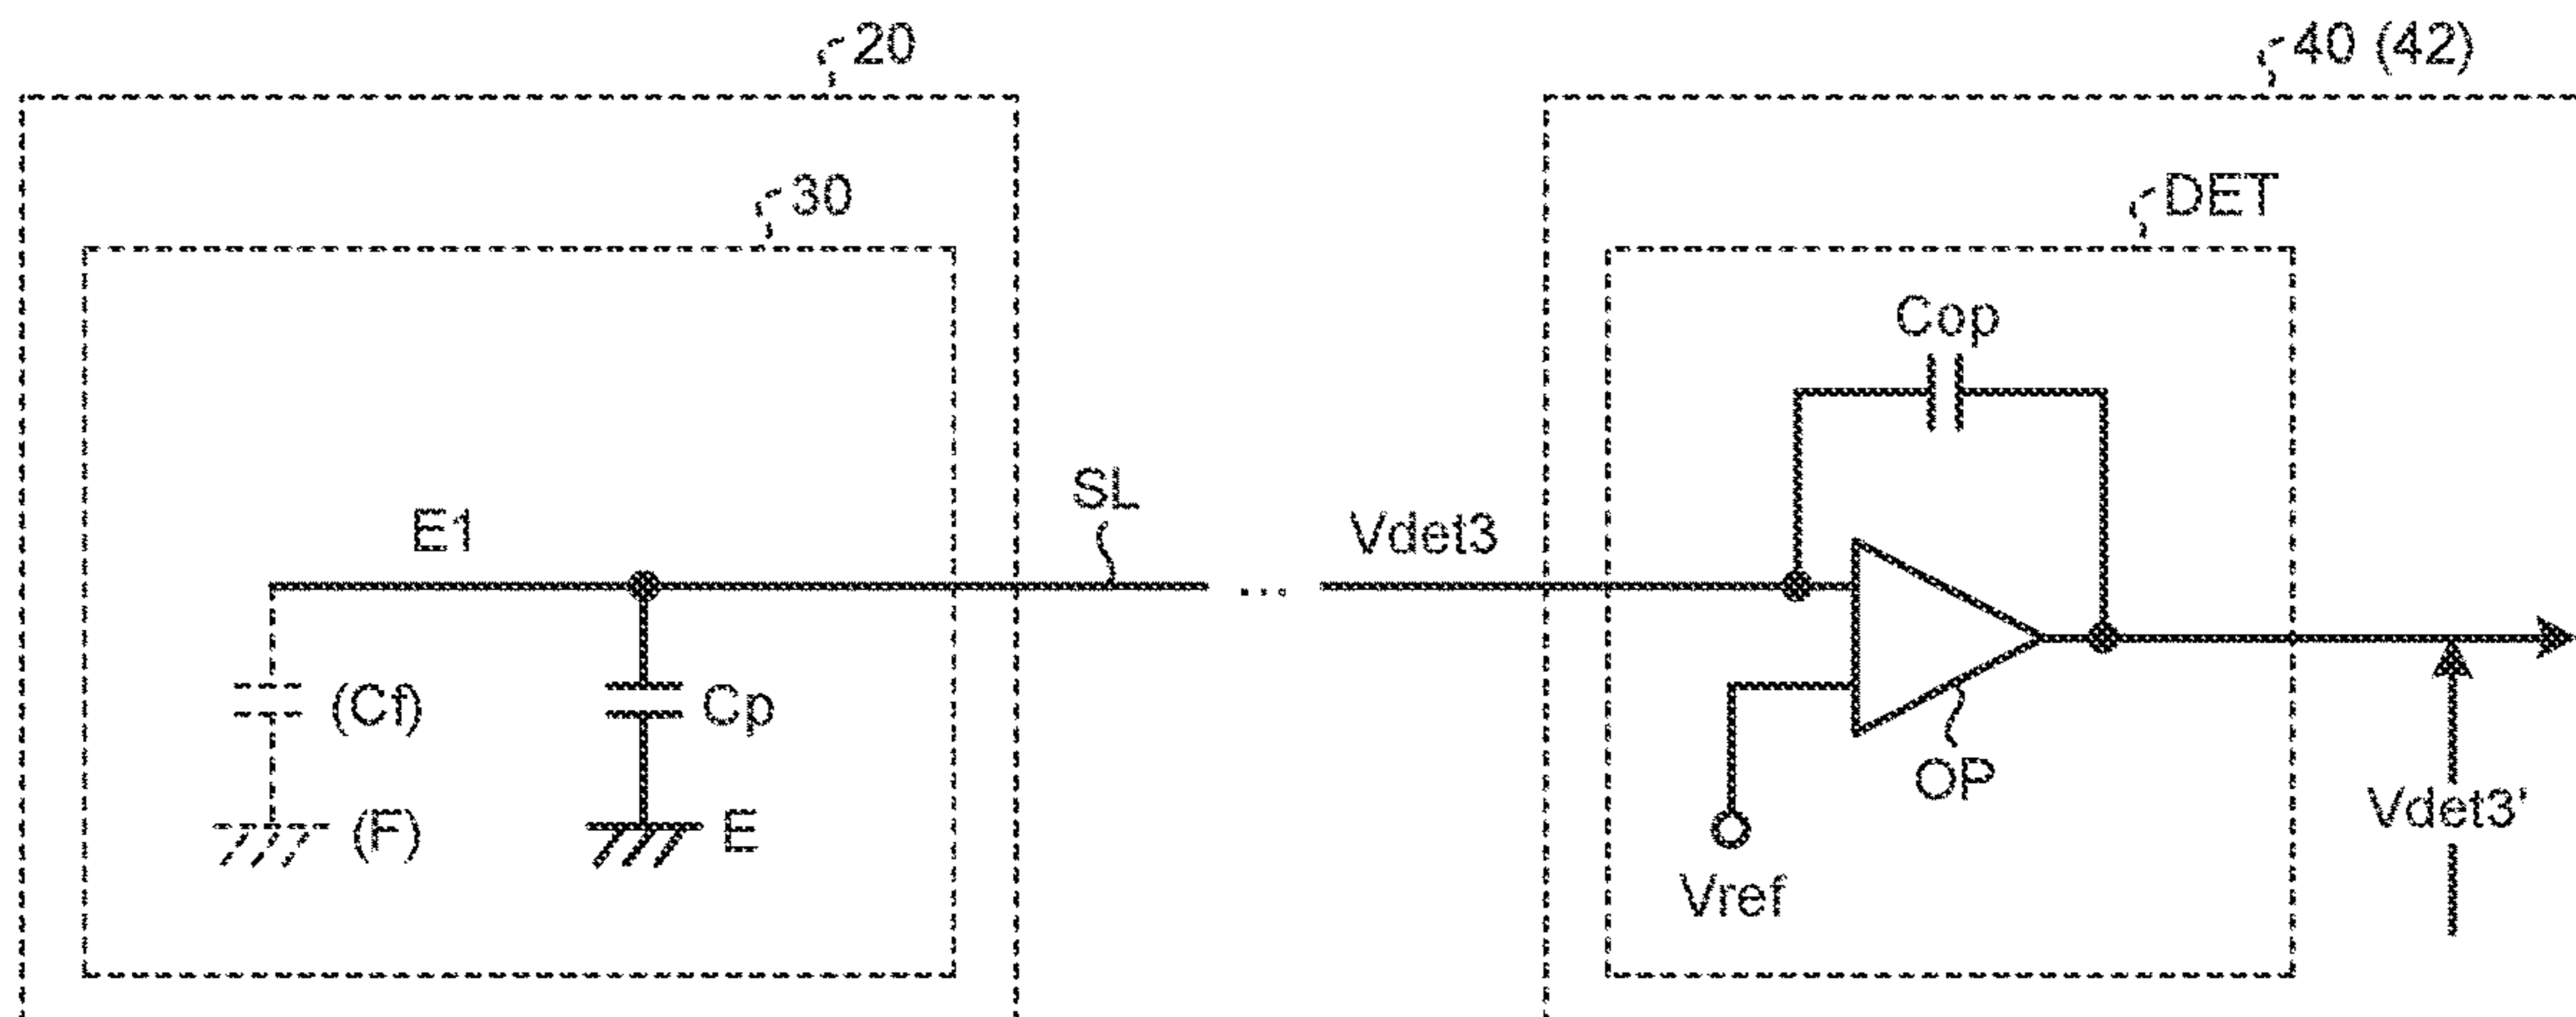 20
40 (42)
30
DET
Cop
E1
SL
Vdet3
(Cf)
Cp
OP
(F)
E
Vref
Vdet3'